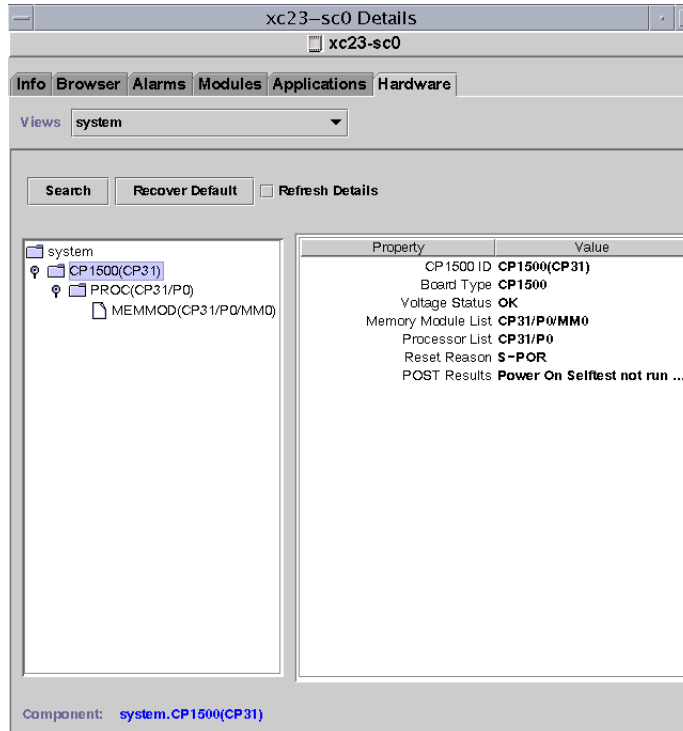 xc23-sc0 Details
xc23-sc0
Info Browser Alarms Modules Applications Hardware
Views system
Search Recover Default Refresh Details
system
CP1500(CP31)
PROC(CP31/P0)
MEMMOD(CP31/P0/MM0)
Property Value
CP1500 ID CP1500(CP31)
Board Type CP1500
Voltage Status OK
Memory Module List CP31/P0/MM0
Processor List CP31/P0
Reset Reason S-POR
POST Results Power On Selftest not run ...
Component: system.CP1500(CP31)